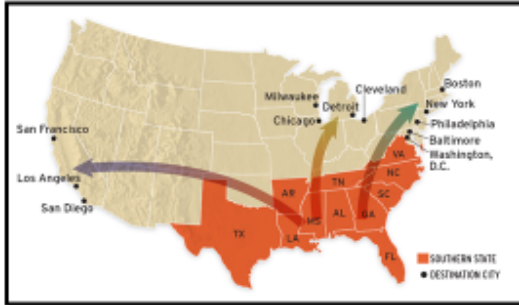 Boston
Cleveland
Milwaukee
Detroit
New York
Chicago
Philadelphia
San Francisco
Baltimore
Washington,
D.C.
VA
Los Angeles
AR
TN
NC
San Diego
SC
MS
AL
GA
TX
LA
FL
SOUTHERN STATE
DESTINATION CITY